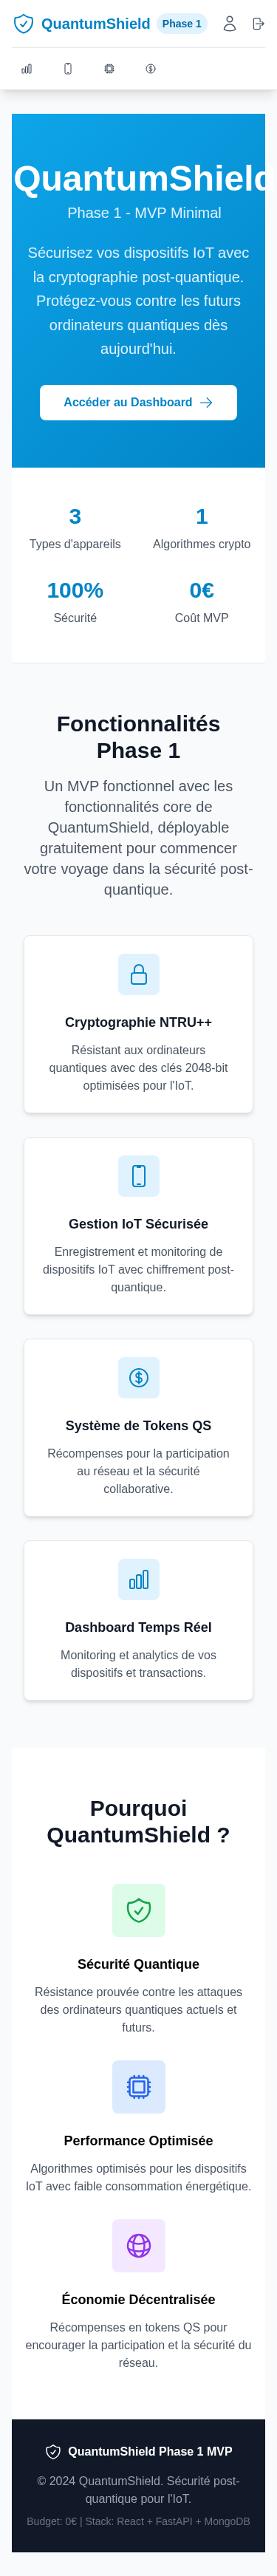 QuantumShield
Phase 1
QuantumShield
Phase 1 - MVP Minimal
Sécurisez vos dispositifs IoT avec
la cryptographie post-quantique.
Protégez-vous contre les futurs
ordinateurs quantiques dès
aujourd'hui.
Accéder au Dashboard
3
Types d'appareils
1
Algorithmes crypto
100%
Sécurité
0€
Coût MVP
Fonctionnalités
Phase 1
Un MVP fonctionnel avec les
fonctionnalités core de
QuantumShield, déployable
gratuitement pour commencer
votre voyage dans la sécurité post-
quantique.
Cryptographie NTRU++
Résistant aux ordinateurs
quantiques avec des clés 2048-bit
optimisées pour l'IoT.
Gestion IoT Sécurisée
Enregistrement et monitoring de
dispositifs IoT avec chiffrement post-
quantique.
Système de Tokens QS
Récompenses pour la participation
au réseau et la sécurité
collaborative.
Dashboard Temps Réel
Monitoring et analytics de vos
dispositifs et transactions.
Pourquoi
QuantumShield ?
Sécurité Quantique
Résistance prouvée contre les attaques
des ordinateurs quantiques actuels et
futurs.
Performance Optimisée
Algorithmes optimisés pour les dispositifs
IoT avec faible consommation énergétique.
Économie Décentralisée
Récompenses en tokens QS pour
encourager la participation et la sécurité du
réseau.
QuantumShield Phase 1 MVP
© 2024 QuantumShield. Sécurité post-
quantique pour l'IoT.
Budget: 0€ | Stack: React + FastAPI + MongoDB